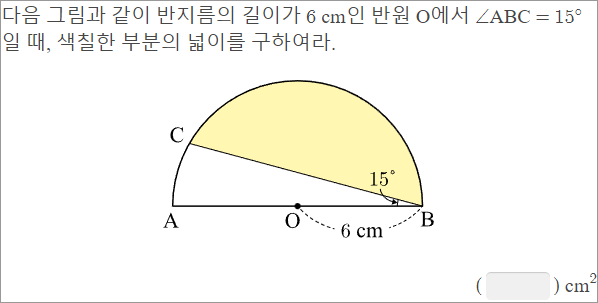 다음 그림과 같이 반지름의 길이가 6 cm인 반원 O에서 ∠ABC = 15°
일 때, 색칠한 부분의 넓이를 구하여라.
C
15°
A
O
B
6 cm
( ) cm²